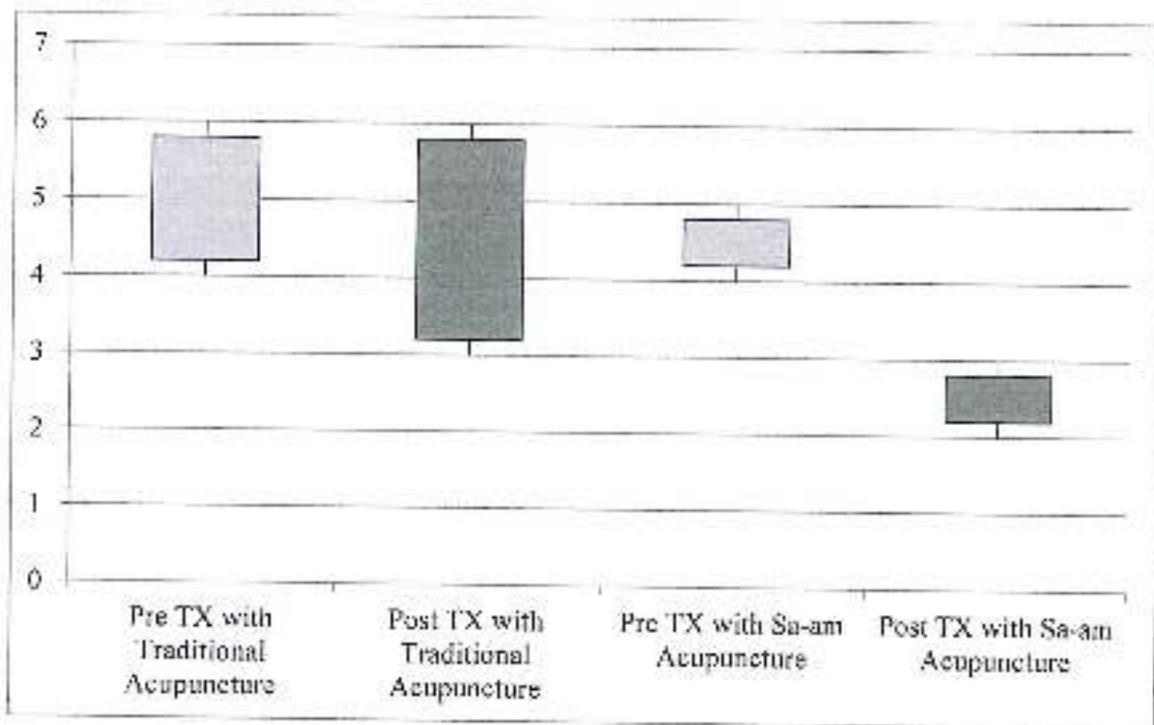 7
6
5
4
3
2
1
0
Pre TX with
Traditional
Acupuncture
Post TX with
Traditional
Acupuncture
Pre TX with Sa-am
Acupuncture
Post TX with Sa-am
Acupuncture